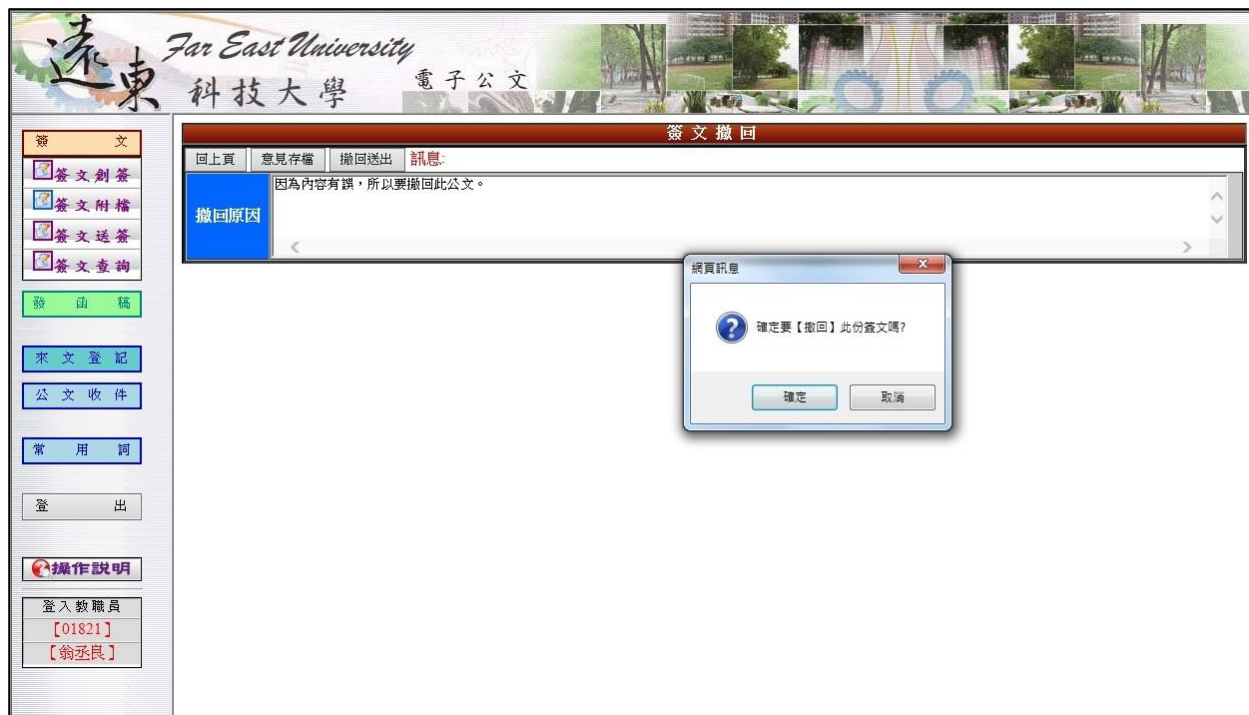 遠東
Far East University
科技大學
電子公文
簽文
簽文創簽
簽文附檔
簽文送簽
簽文查詢
發函稿
來文登記
公文收件
常用詞
登出
操作説明
登入教職員
【01821】
【翁丞良】
簽文撤回
回上頁 意見存檔 撤回送出 訊息:
撤回原因
因為內容有誤，所以要撤回此公文。
網頁訊息
確定要【撤回】此份簽文嗎?
確定 取消